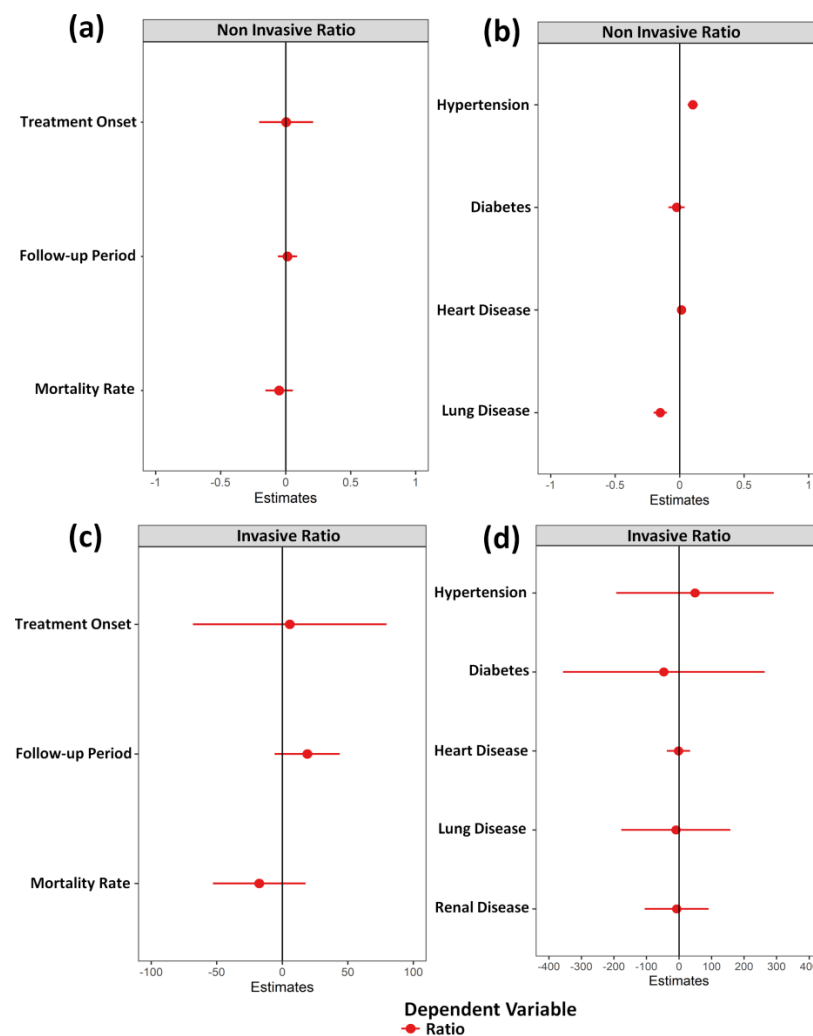 (a)
Non Invasive Ratio
Treatment Onset
Follow-up Period
Mortality Rate
-1 -0.5 0 0.5 1
Estimates
(b)
Non Invasive Ratio
Hypertension
Diabetes
Heart Disease
Lung Disease
-1 -0.5 0 0.5 1
Estimates
(c)
Invasive Ratio
Treatment Onset
Follow-up Period
Mortality Rate
-100 -50 0 50 100
Estimates
(d)
Invasive Ratio
Hypertension
Diabetes
Heart Disease
Lung Disease
Renal Disease
-400 -300 -200 -100 0 100 200 300 40
Estimates
Dependent Variable
Ratio